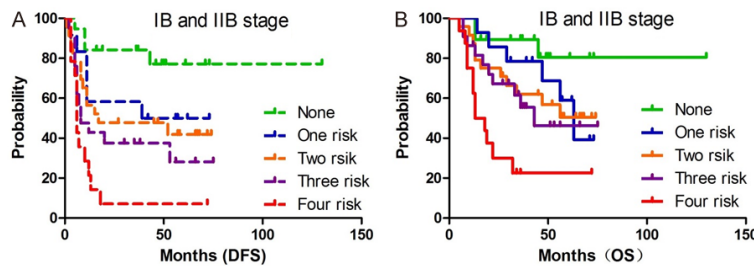 A
IB and IIB stage
Probability
100
80
60
40
20
0
0
50
100
150
Months (DFS)
None
One risk
Two rsik
Three risk
Four risk
B
IB and IIB stage
Probability
100
80
60
40
20
0
0
50
100
150
Months（OS）
None
One risk
Two rsik
Three risk
Four risk